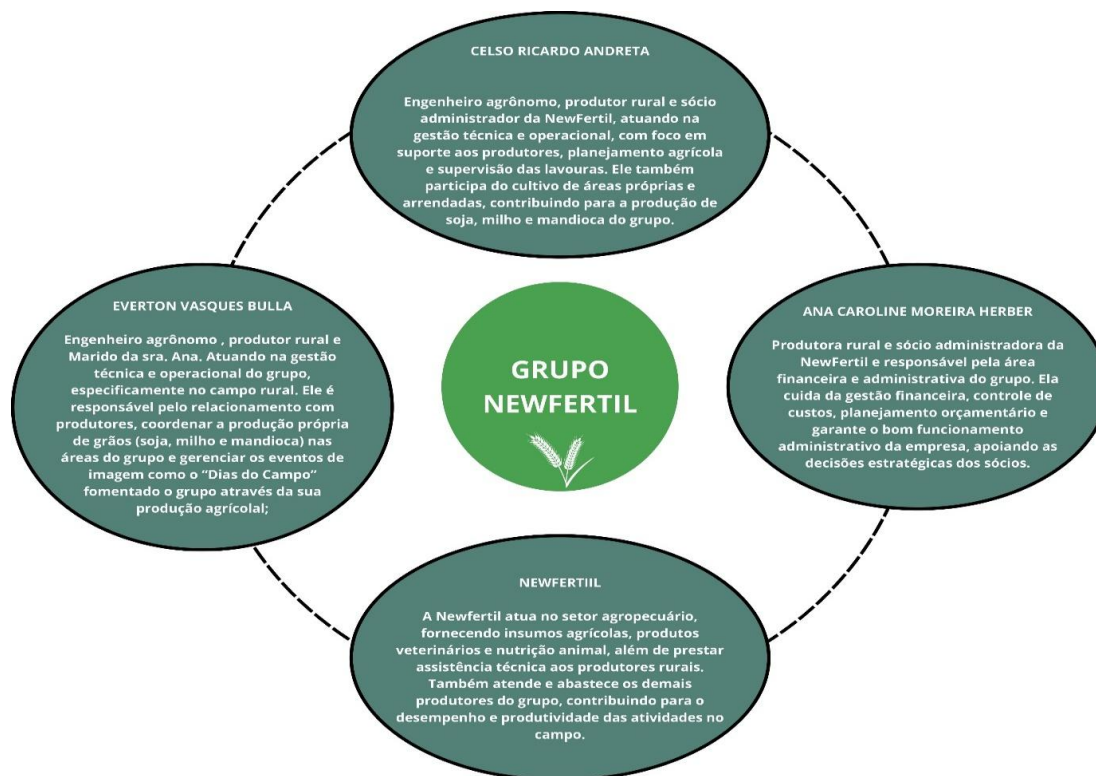 CELSO RICARDO ANDRETA
Engenheiro agrônomo, produtor rural e sócio
administrador da NewFertil, atuando na
gestão técnica e operacional, com foco em
suporte aos produtores, planejamento agrícola
e supervisão das lavouras. Ele também
participa do cultivo de áreas próprias e
arrendadas, contribuindo para a produção de
soja, milho e mandioca do grupo.
EVERTON VASQUES BULLA
Engenheiro agrônomo , produtor rural e
Marido da sra. Ana. Atuando na gestão
técnica e operacional do grupo,
especificamente no campo rural. Ele é
responsável pelo relacionamento com
produtores, coordenar a produção própria
de grãos (soja, milho e mandioca) nas
áreas do grupo e gerenciar os eventos de
imagem como o “Dias do Campo”
fomentado o grupo através da sua
produção agrícolal;
GRUPO
NEWFERTIL
ANA CAROLINE MOREIRA HERBER
Produtora rural e sócio administradora da
NewFertil e responsável pela área
financeira e administrativa do grupo. Ela
cuida da gestão financeira, controle de
custos, planejamento orçamentário e
garante o bom funcionamento
administrativo da empresa, apoiando as
decisões estratégicas dos sócios.
NEWFERTIIL
A Newfertil atua no setor agropecuário,
fornecendo insumos agrícolas, produtos
veterinários e nutrição animal, além de prestar
assistência técnica aos produtores rurais.
Também atende e abastece os demais
produtores do grupo, contribuindo para o
desempenho e produtividade das atividades no
campo.